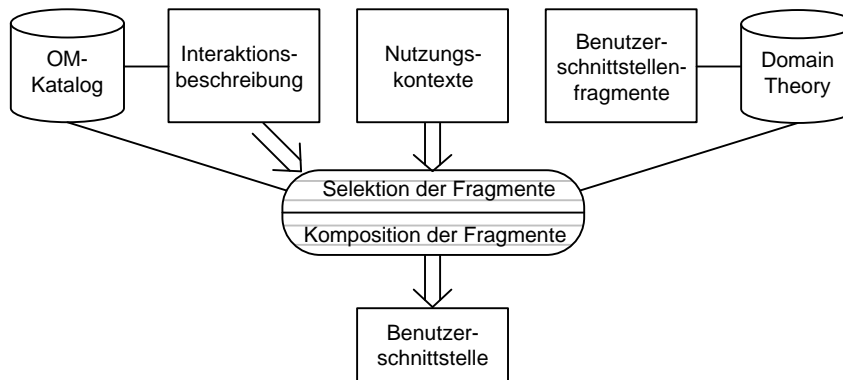 OM-
Katalog
Interaktions-
beschreibung
Nutzungs-
kontexte
Benutzer-
schnittstellen-
fragmente
Domain
Theory
Selektion der Fragmente
Komposition der Fragmente
Benutzer-
schnittstelle